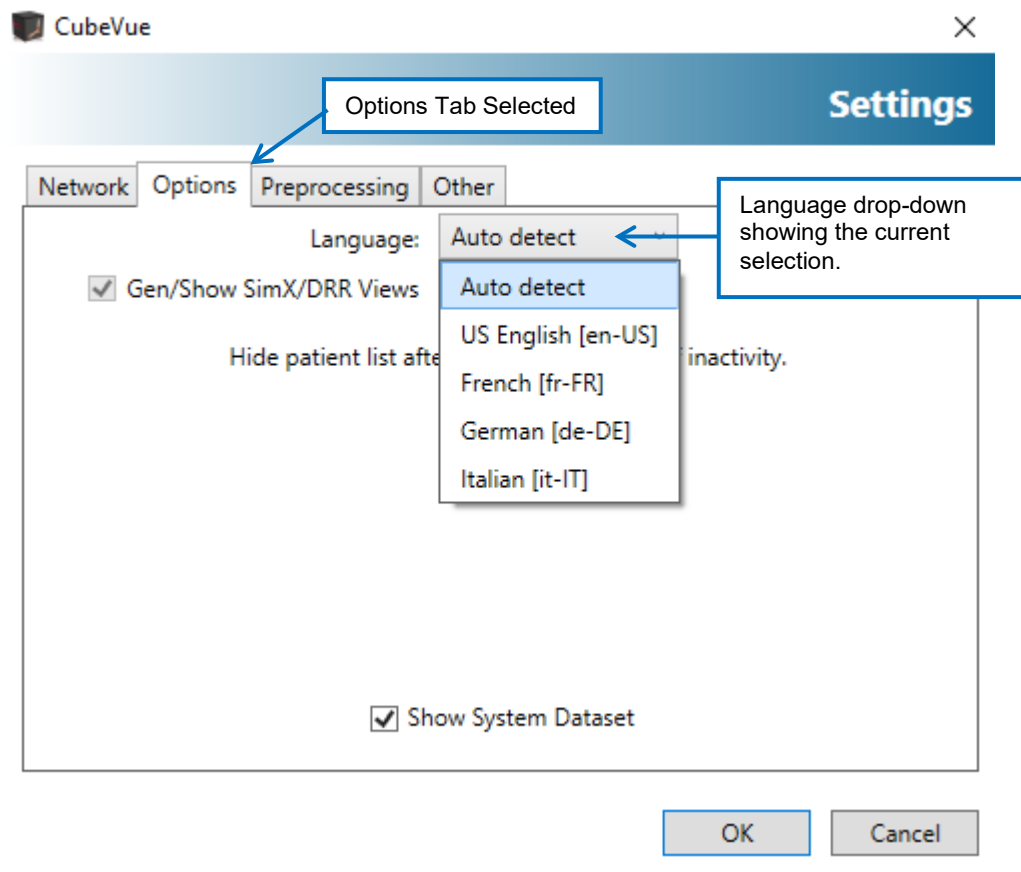 CubeVue
Options Tab Selected
Settings
Network Options Preprocessing Other
Language drop-down
showing the current
selection.
Language: Auto detect
Gen/Show SimX/DRR Views
Auto detect
US English [en-US]
Hide patient list inactivity.
French [fr-FR]
German [de-DE]
Italian [it-IT]
Show System Dataset
OK Cancel